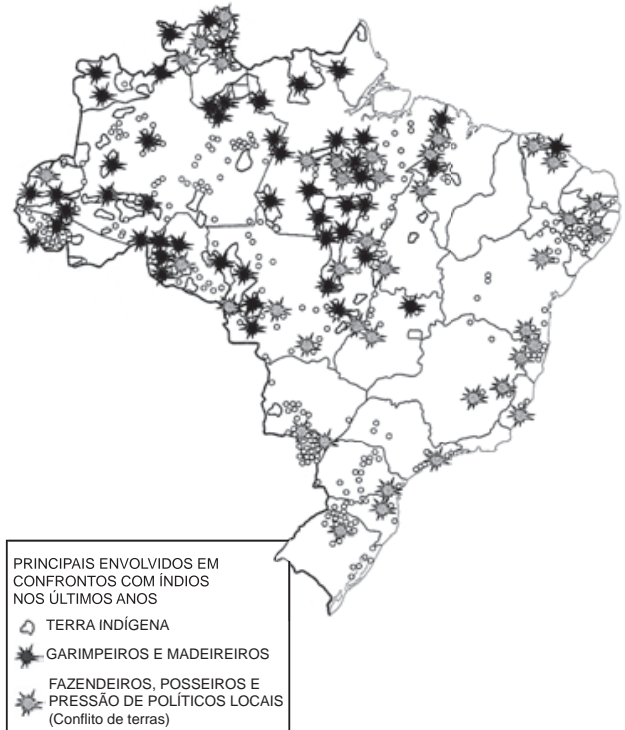 PRINCIPAIS ENVOLVIDOS EM
CONFRONTOS COM ÍNDIOS
NOS ÚLTIMOS ANOS
TERRA INDÍGENA
GARIMPEIROS E MADEIREIROS
FAZENDEIROS, POSSEIROS E
PRESSÃO DE POLÍTICOS LOCAIS
(Conflito de terras)